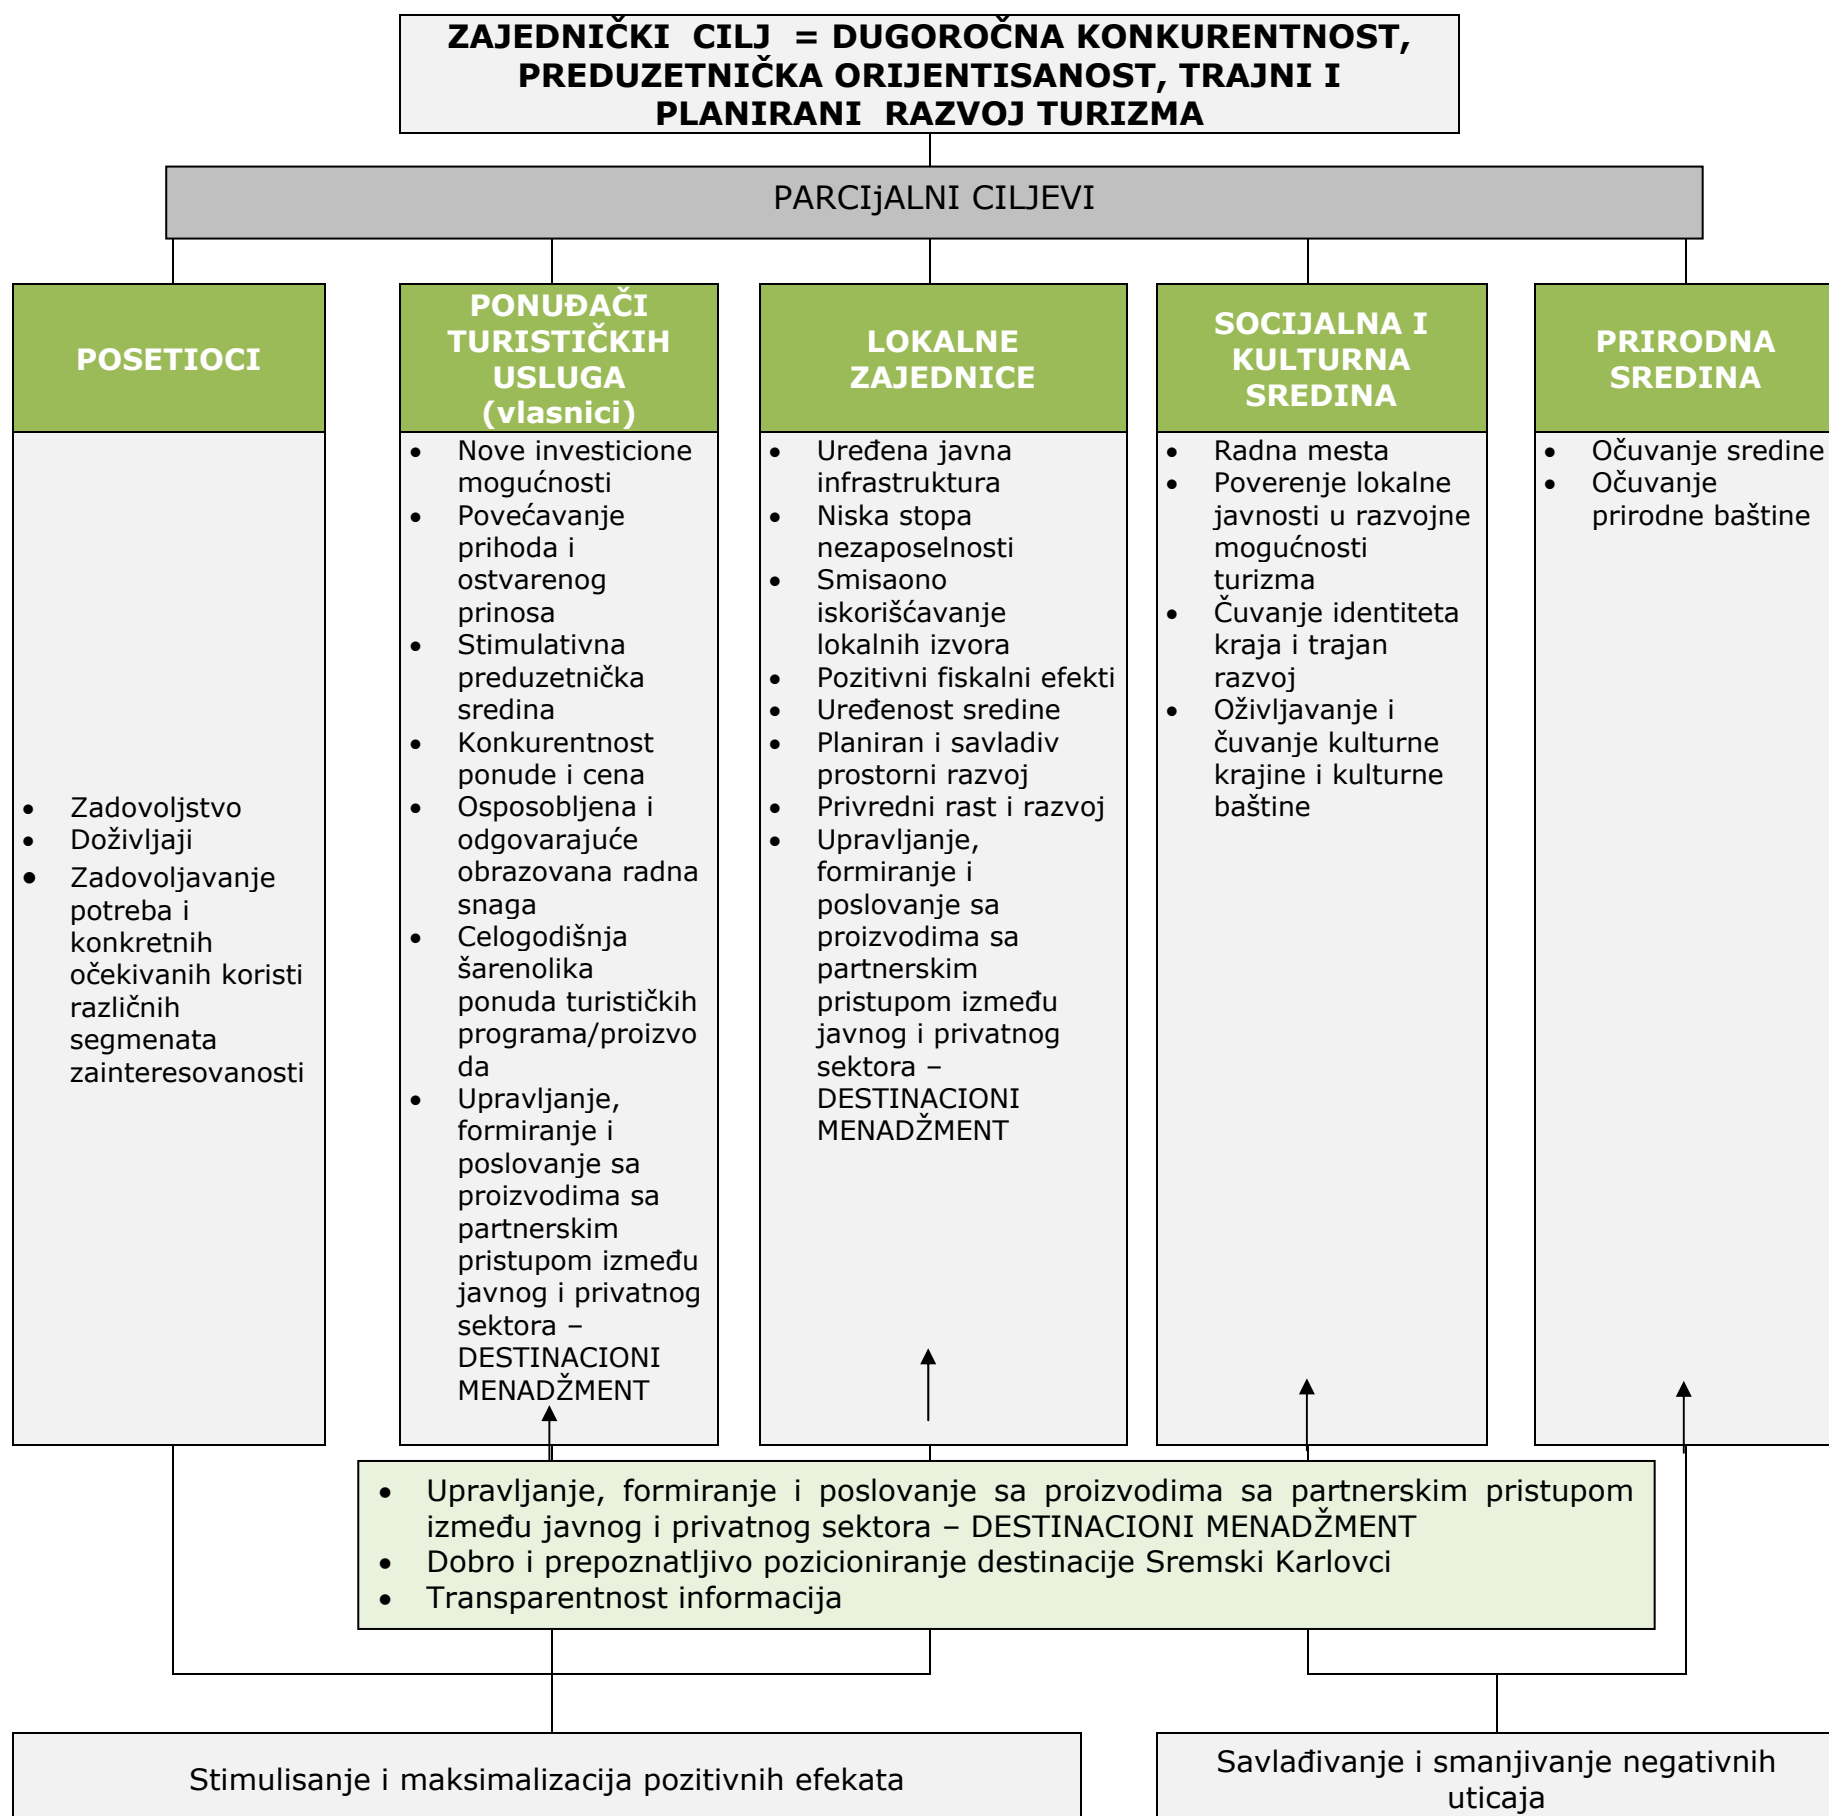 ZAJEDNIČKI CILJ = DUGOROČNA KONKURENTNOST,
PREDUZETNIČKA ORIJENTISANOST, TRAJNI I
PLANIRANI RAZVOJ TURIZMA
PARCIjALNI CILJEVI
POSETIOCI
• Zadovoljstvo
• Doživljaji
• Zadovoljavanje
potreba i
konkretnih
očekivanih koristi
različnih
segmenata
zainteresovanosti
PONUĐAČI
TURISTIČKIH
USLUGA
(vlasnici)
• Nove investicione
mogućnosti
• Povećavanje
prihoda i
ostvarenog
prinosa
• Stimulativna
preduzetnička
sredina
• Konkurentnost
ponude i cena
• Osposobljena i
odgovarajuće
obrazovana radna
snaga
• Celogodišnja
šarenolika
ponuda turističkih
programa/proizvo
da
• Upravljanje,
formiranje i
poslovanje sa
proizvodima sa
partnerskim
pristupom između
javnog i privatnog
sektora –
DESTINACIONI
MENADŽMENT
LOKALNE
ZAJEDNICE
• Uređena javna
infrastruktura
• Niska stopa
nezaposelnosti
• Smisaono
iskorišćavanje
lokalnih izvora
• Pozitivni fiskalni efekti
• Uređenost sredine
• Planiran i savladiv
prostorni razvoj
• Privredni rast i razvoj
• Upravljanje,
formiranje i
poslovanje sa
proizvodima sa
partnerskim
pristupom između
javnog i privatnog
sektora –
DESTINACIONI
MENADŽMENT
SOCIJALNA I
KULTURNA
SREDINA
• Radna mesta
• Poverenje lokalne
javnosti u razvojne
mogućnosti
turizma
• Čuvanje identiteta
kraja i trajan
razvoj
• Oživljavanje i
čuvanje kulturne
krajine i kulturne
baštine
PRIRODNA
SREDINA
• Očuvanje sredine
• Očuvanje
prirodne baštine
• Upravljanje, formiranje i poslovanje sa proizvodima sa partnerskim pristupom
između javnog i privatnog sektora – DESTINACIONI MENADŽMENT
• Dobro i prepoznatljivo pozicioniranje destinacije Sremski Karlovci
• Transparentnost informacija
Stimulisanje i maksimalizacija pozitivnih efekata
Savlađivanje i smanjivanje negativnih
uticaja